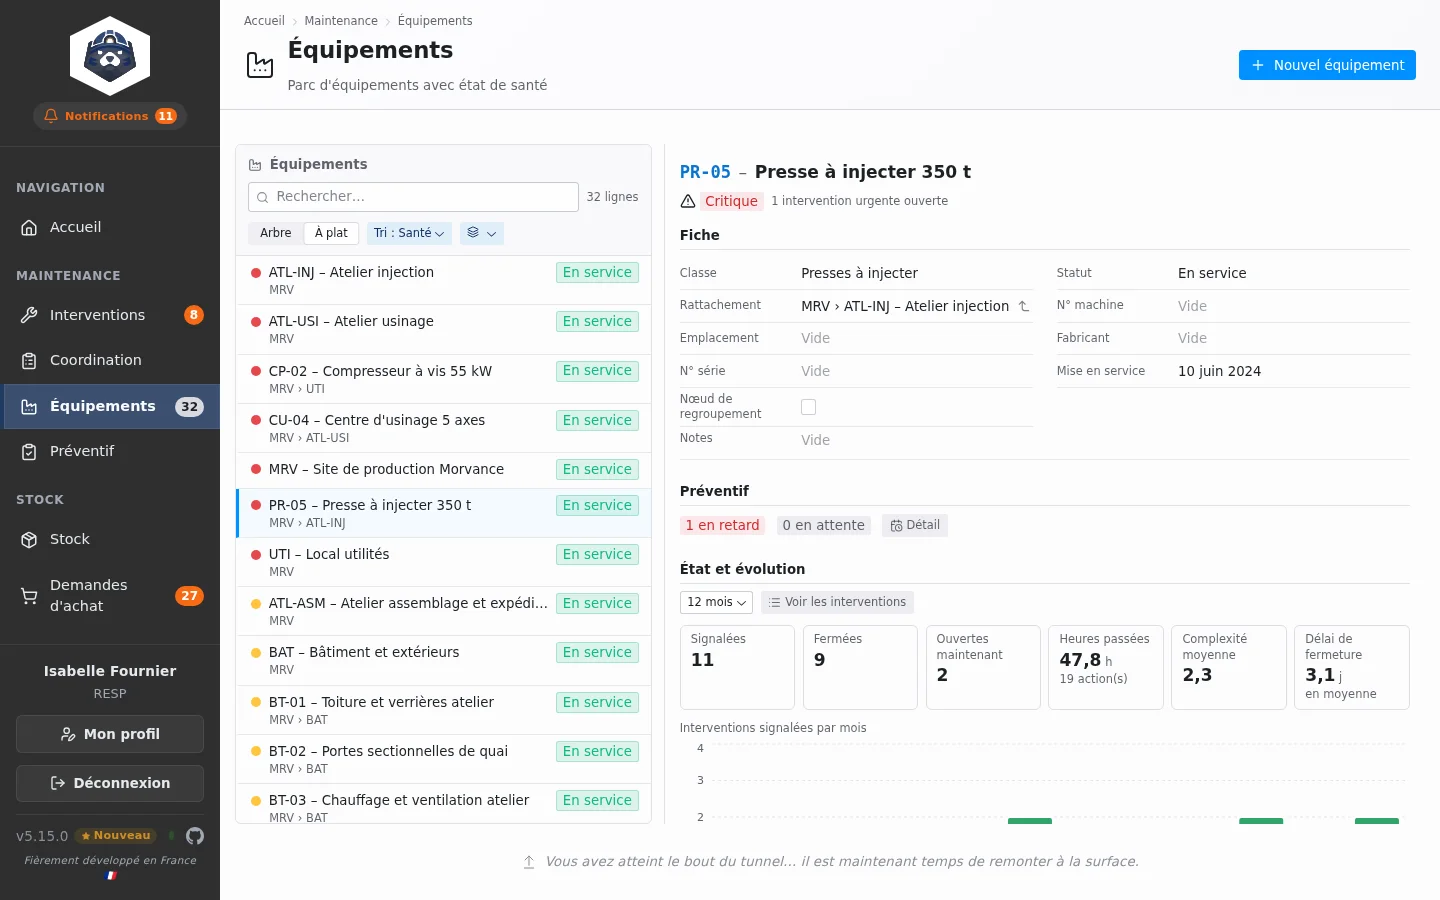 Notifications 11
NAVIGATION
Accueil
MAINTENANCE
Interventions 8
Coordination
Équipements 32
Préventif
STOCK
Stock
Demandes d'achat 27
Isabelle Fournier
RESP
Mon profil
Déconnexion
v5.15.0 Nouveau
Fièrement développé en France
Accueil › Maintenance › Équipements
Équipements
Parc d'équipements avec état de santé
Nouvel équipement
Équipements
Rechercher...
32 lignes
Arbre À plat Tri : Santé
ATL-INJ – Atelier injection En service
MRV
ATL-USI – Atelier usinage En service
MRV
CP-02 – Compresseur à vis 55 kW En service
MRV › UTI
CU-04 – Centre d'usinage 5 axes En service
MRV › ATL-USI
MRV – Site de production Morvance En service
PR-05 – Presse à injecter 350 t En service
MRV › ATL-INJ
UTI – Local utilités En service
MRV
ATL-ASM – Atelier assemblage et expédi... En service
MRV
BAT – Bâtiment et extérieurs En service
MRV
BT-01 – Toiture et verrières atelier En service
MRV › BAT
BT-02 – Portes sectionnelles de quai En service
MRV › BAT
BT-03 – Chauffage et ventilation atelier En service
MRV › BAT
PR-05 – Presse à injecter 350 t
Critique 1 intervention urgente ouverte
Fiche
Classe Presses à injecter
Statut En service
Rattachement MRV › ATL-INJ – Atelier injection
N° machine Vide
Emplacement Vide
Fabricant Vide
N° série Vide
Mise en service 10 juin 2024
Nœud de regroupement
Notes Vide
Préventif
1 en retard 0 en attente Détail
État et évolution
12 mois Voir les interventions
Signalées
11
Fermées
9
Ouvertes maintenant
2
Heures passées
47,8 h
19 action(s)
Complexité moyenne
2,3
Délai de fermeture
3,1 j
en moyenne
Interventions signalées par mois
4
3
2
Vous avez atteint le bout du tunnel... il est maintenant temps de remonter à la surface.